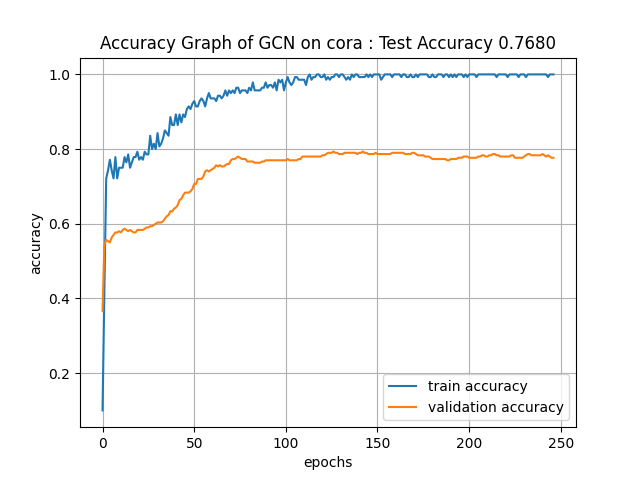 Accuracy Graph of GCN on cora : Test Accuracy 0.7680
1.0
0.8
0.6
0.4
0.2
accuracy
0
50
100
150
200
250
epochs
train accuracy
validation accuracy